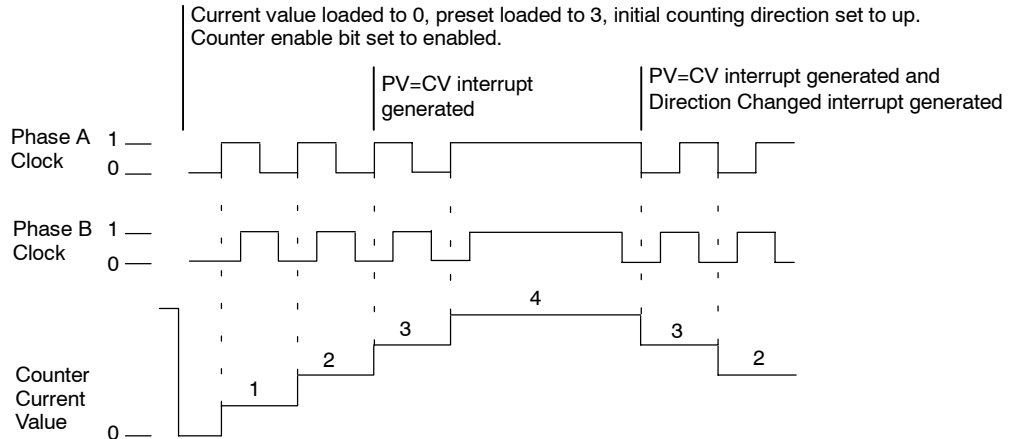 Current value loaded to 0, preset loaded to 3, initial counting direction set to up.
Counter enable bit set to enabled.
PV=CV interrupt
generated
PV=CV interrupt generated and
Direction Changed interrupt generated
Phase A 1
Clock
0
Phase B 1
Clock
0
4
3
3
2
2
1
Counter
Current
Value
0